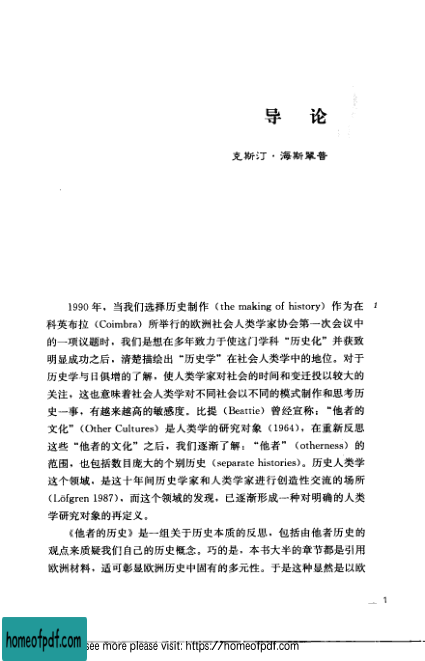 导 论
克斯汀·海斯翠普
1990 年，当我们选择历史制作（the making of history）作为在 1
科英布拉（Coimbra）所举行的欧洲社会人类学家协会第一次会议中
的一项议题时，我们是想在多年致力于使这门学科“历史化”并获致
明显成功之后，清楚描绘出“历史学”在社会人类学中的地位。对于
历史学与日俱增的了解，使人类学家对社会的时间和变迁投以较大的
关注，这也意味着社会人类学对不同社会以不同的模式制作和思考历
史一事，有越来越高的敏感度。比提（Beattie）曾经宣称：“他者的
文化”（Other Cultures）是人类学的研究对象（1964），在重新反思
这些“他者的文化”之后，我们逐渐了解：“他者”（otherness）的
范围，也包括数目庞大的个别历史（separate histories）。历史人类学
这个领域，是这十年间历史学家和人类学家进行创造性交流的场所
（Löfgren 1987），而这个领域的发现，已逐渐形成一种对明确的人类
学研究对象的再定义。
《他者的历史》是一组关于历史本质的反思，包括由他者历史的
观点来质疑我们自己的历史概念。巧的是，本书大半的章节都是引用
欧洲材料，适可彰显欧洲历史中固有的多元性。于是这种显然是以欧
1
homeofpdf.com
see more please visit: https://homeofpdf.com